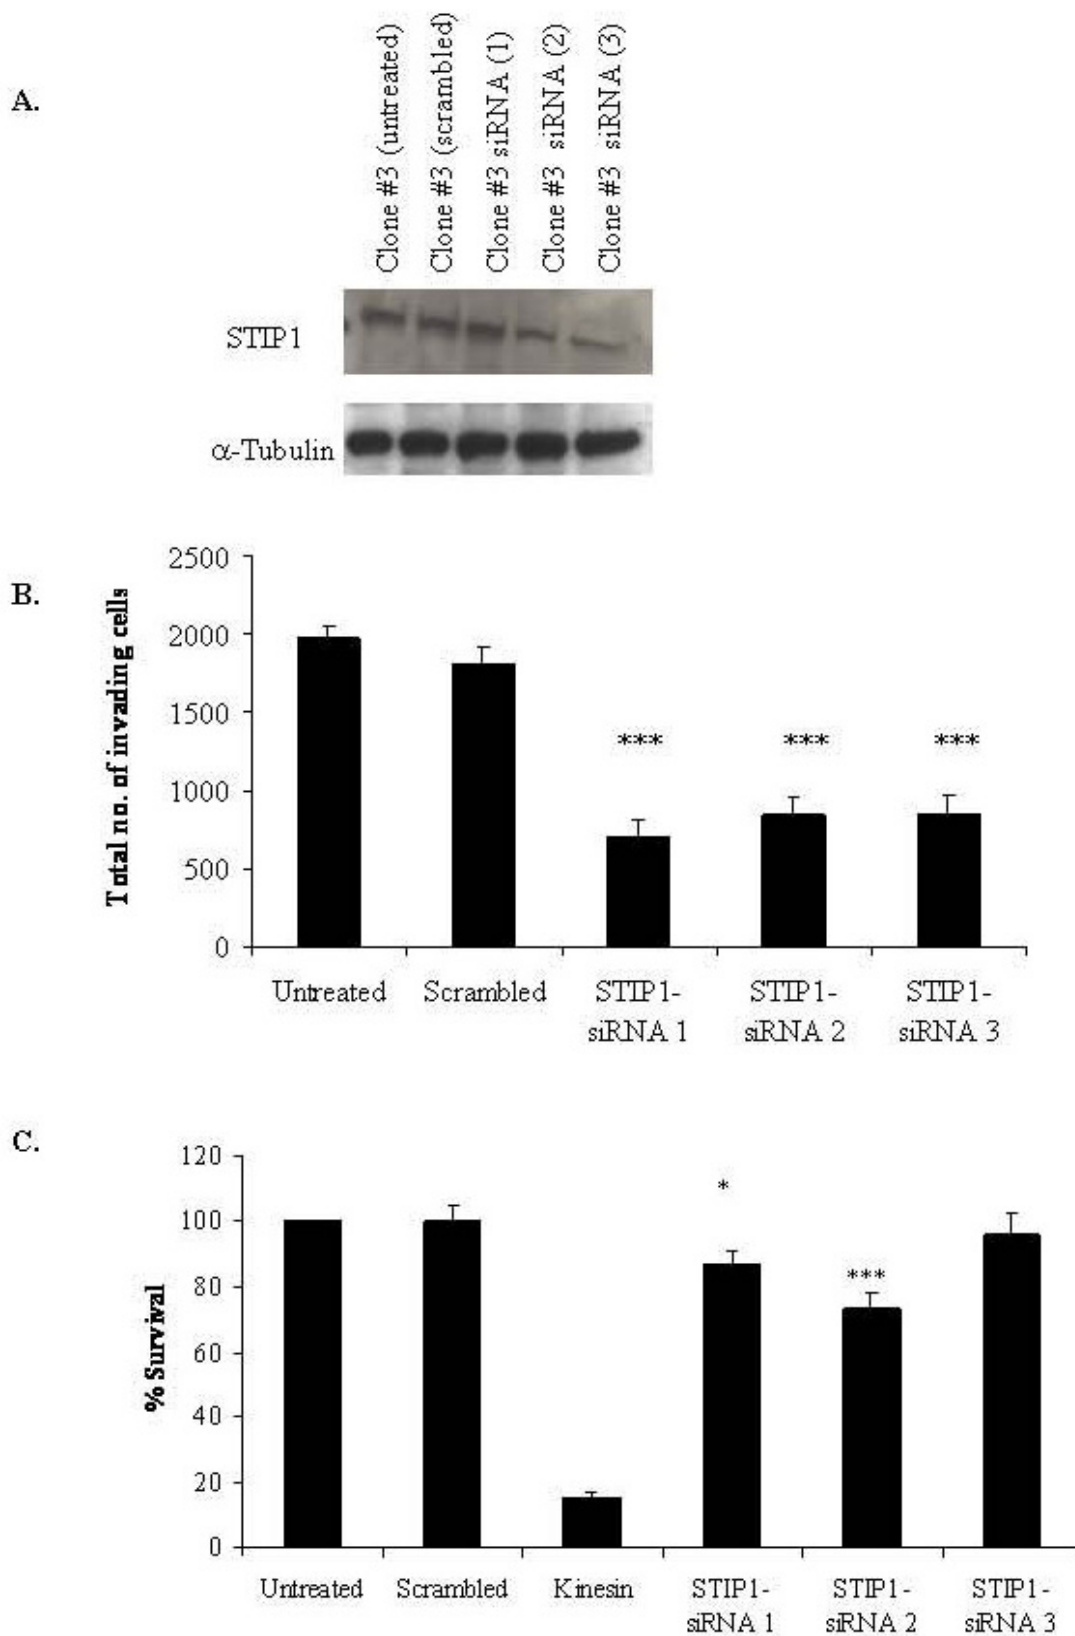 A.
Clone #3 (untreated)
Clone #3 (scrambled)
Clone #3 siRNA (1)
Clone #3 siRNA (2)
Clone #3 siRNA (3)
STIP1
α-Tubulin
B.
Total no. of invading cells
2500
2000
1500
1000
500
0
***
***
***
Untreated
Scrambled
STIP1-
siRNA 1
STIP1-
siRNA 2
STIP1-
siRNA 3
C.
% Survival
120
100
80
60
40
20
0
*
***
Untreated
Scrambled
Kinesin
STIP1-
siRNA 1
STIP1-
siRNA 2
STIP1-
siRNA 3